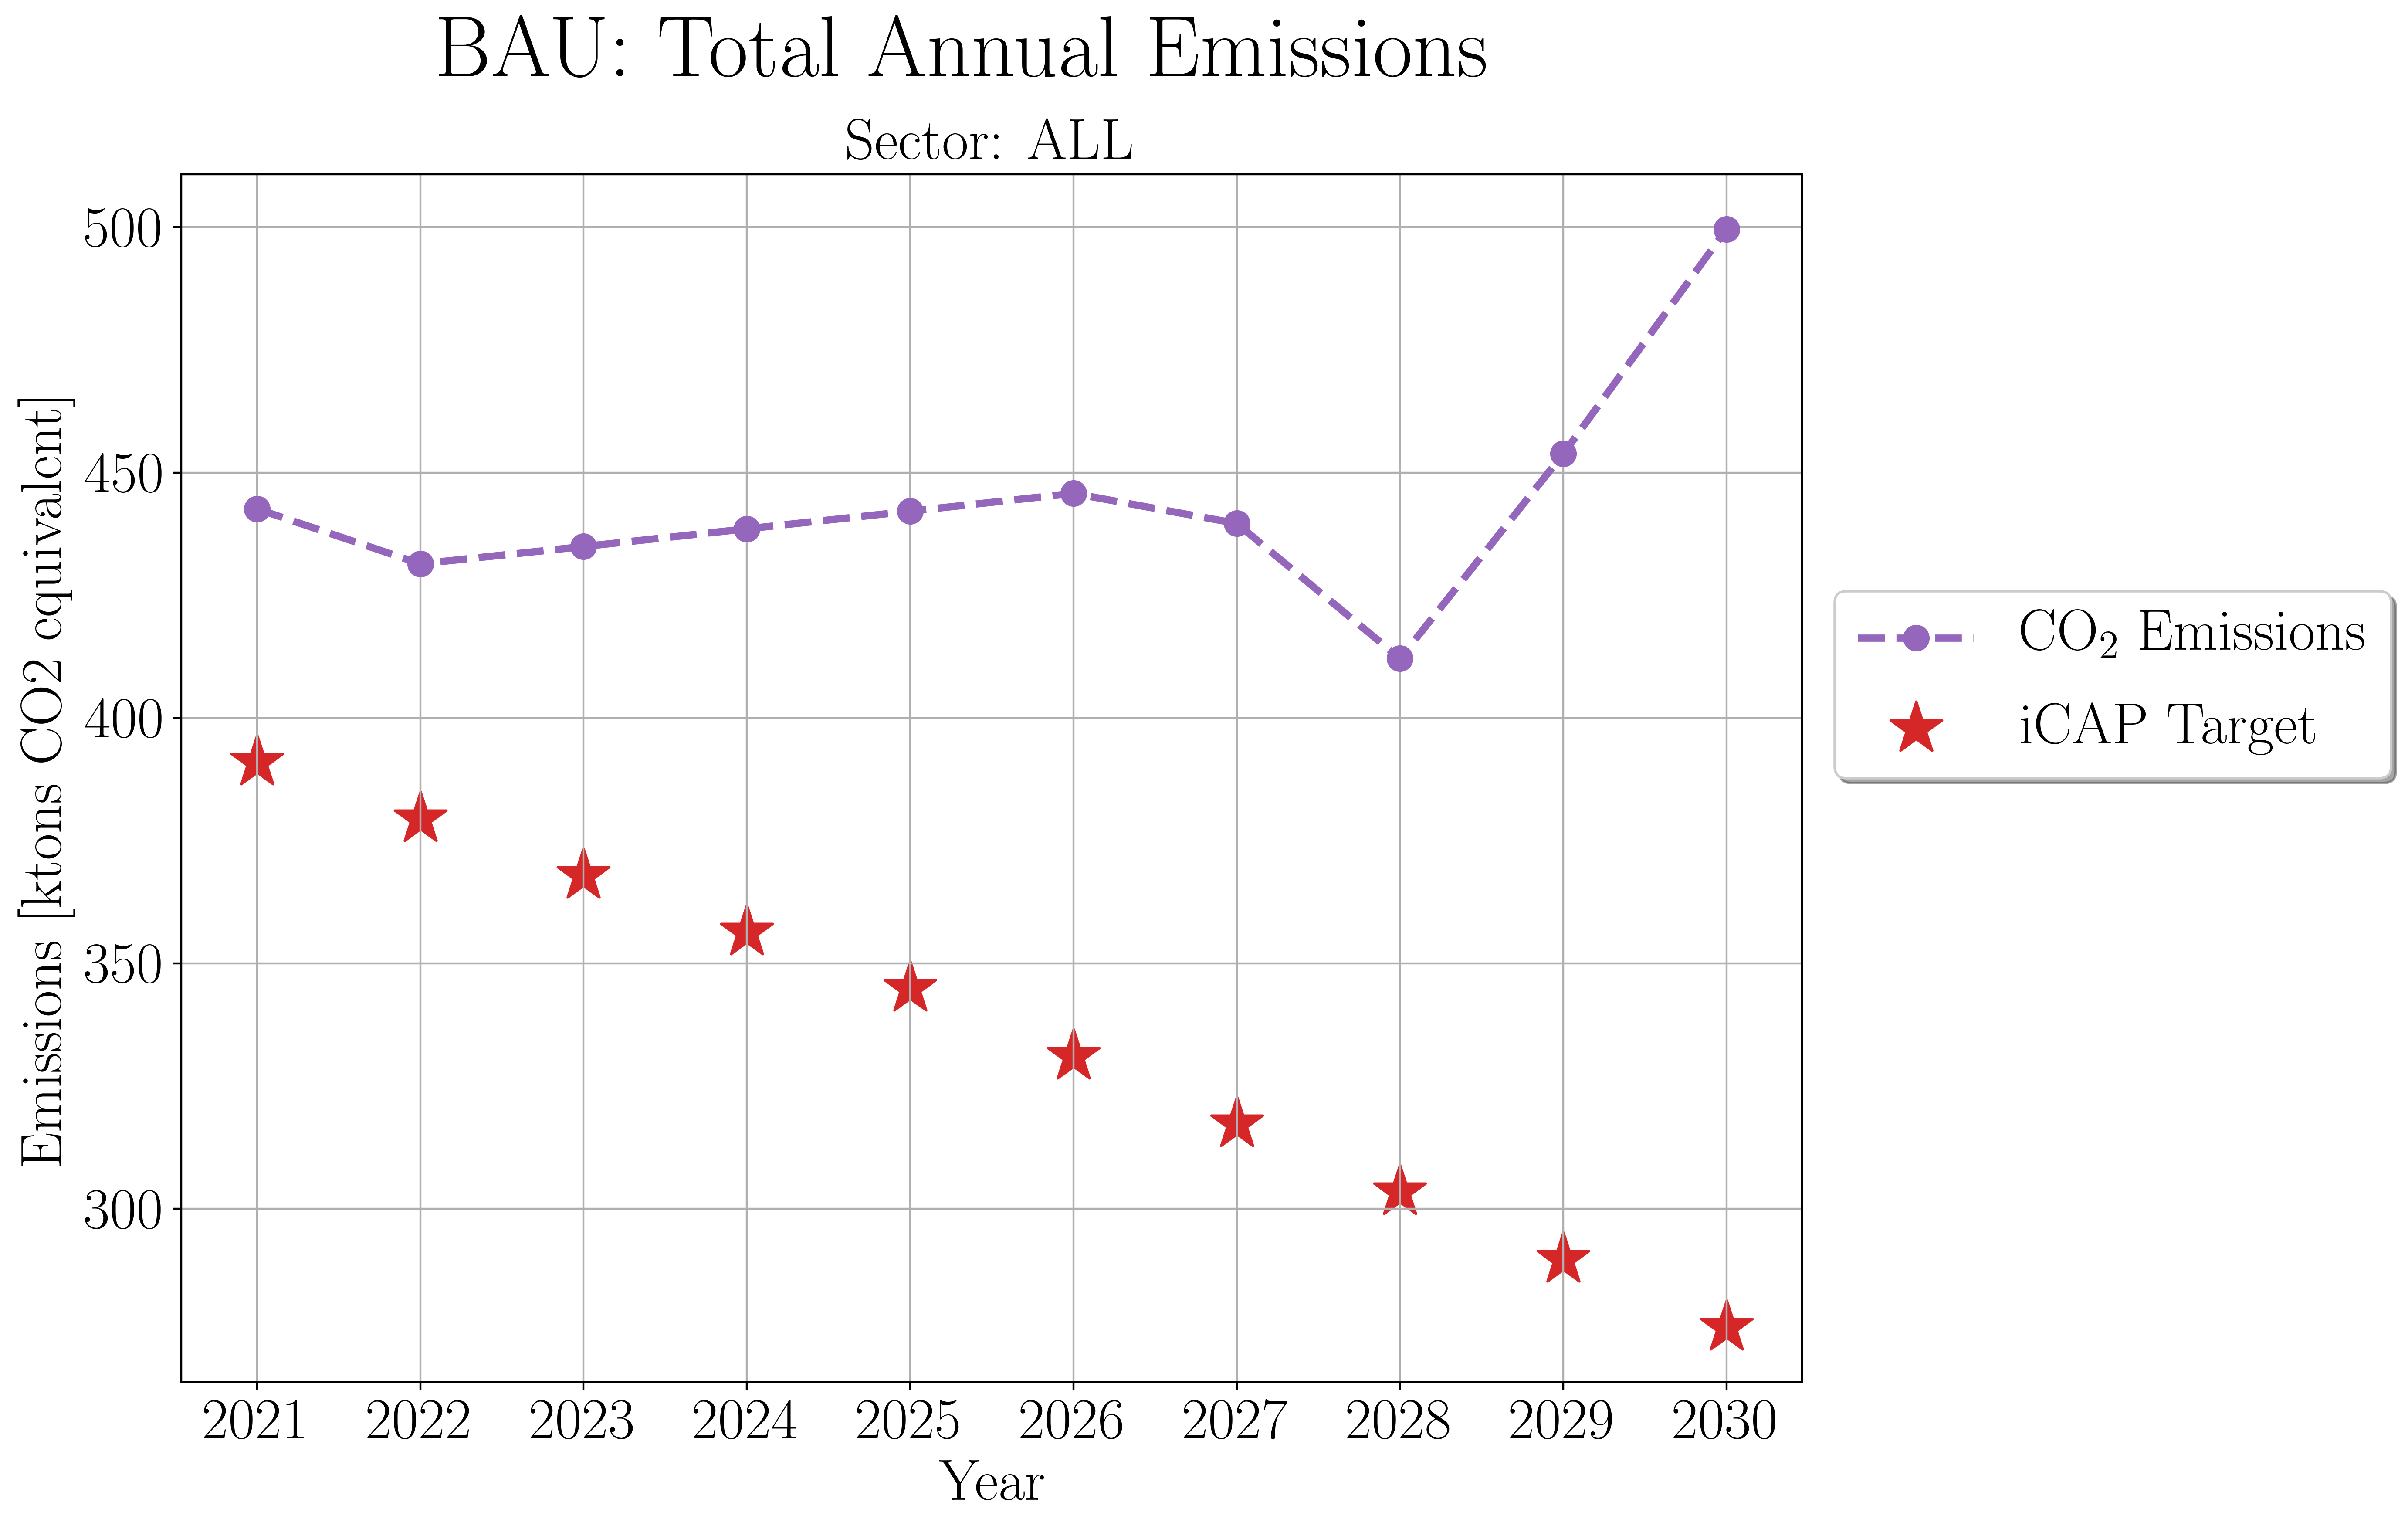 BAU: Total Annual Emissions
Sector: ALL
Emissions [ktons CO2 equivalent]
500
450
400
350
300
2021 2022 2023 2024 2025 2026 2027 2028 2029 2030
Year
CO₂ Emissions
iCAP Target